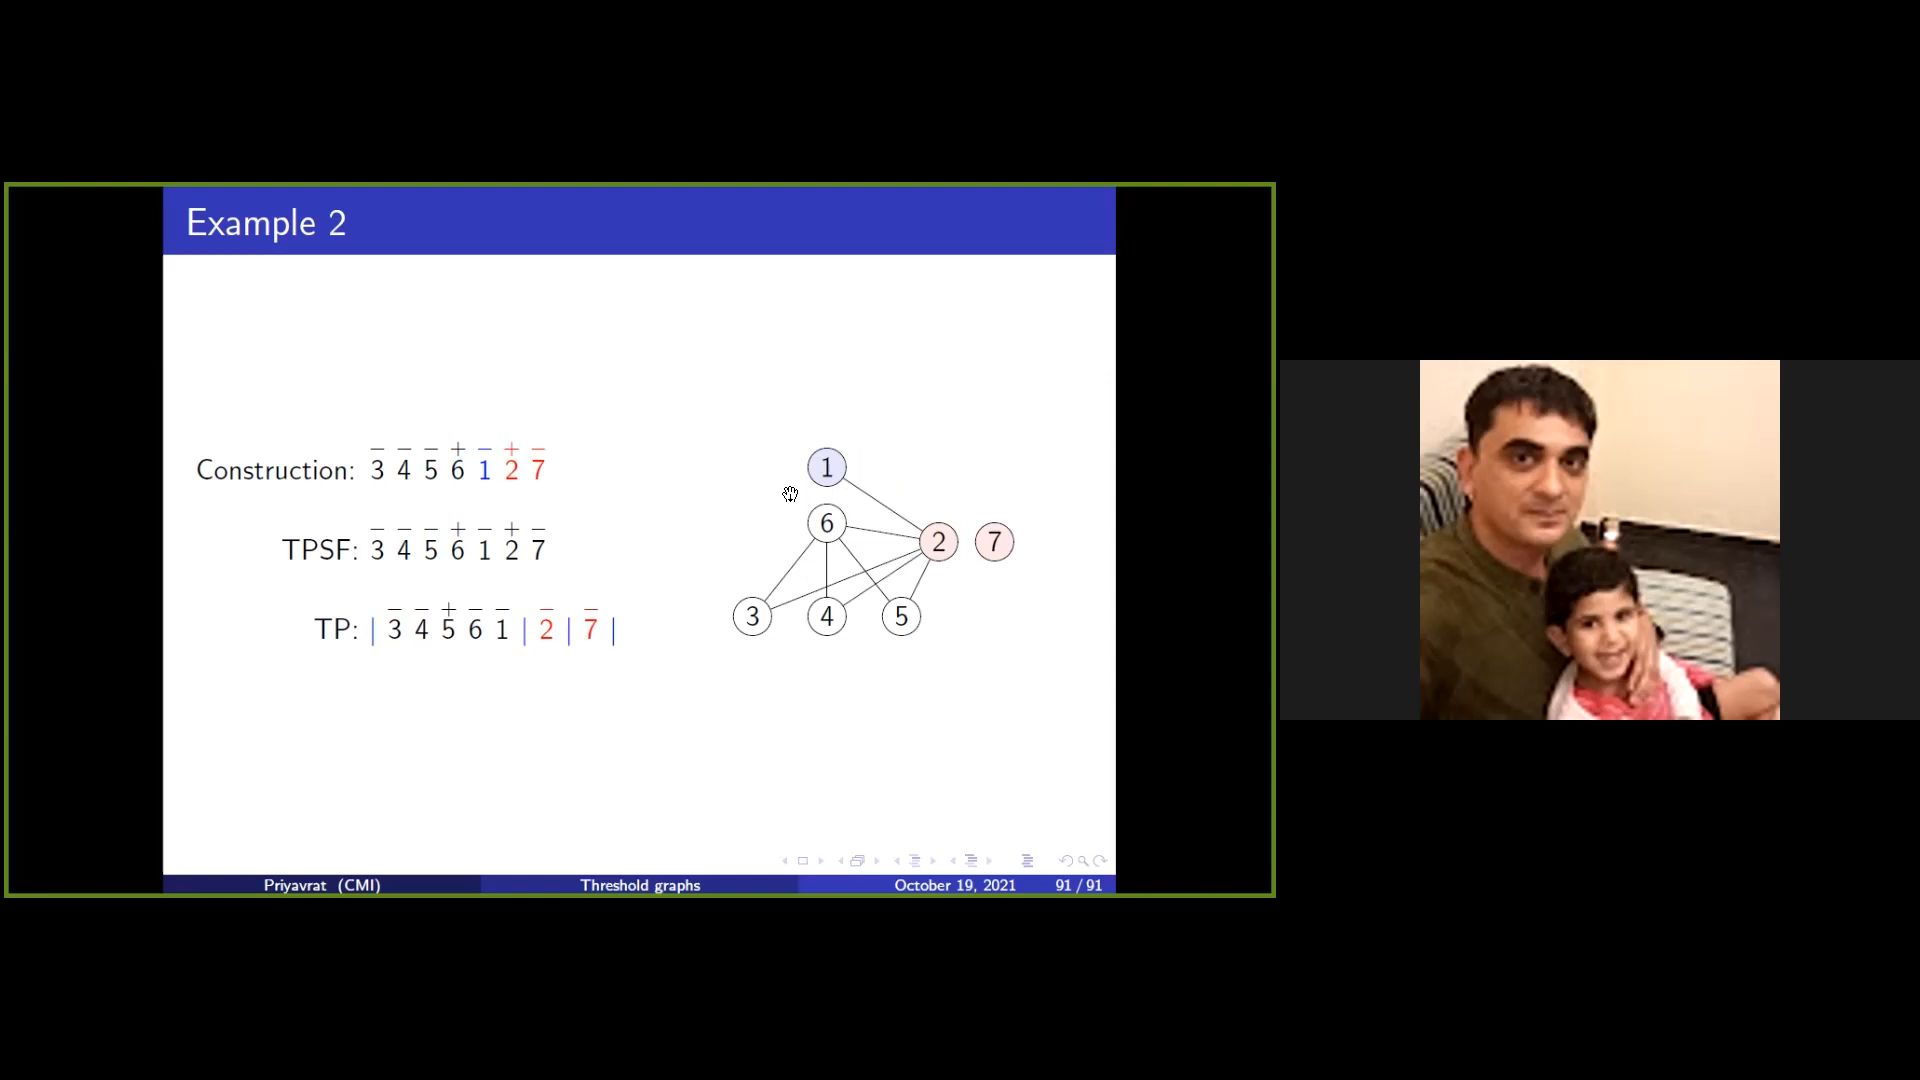 Example 2
Construction: 3̅ 4̅ 5̅ 6⁺ 1̅ 2⁺ 7̅
TPSF: 3̅ 4̅ 5̅ 6⁺ 1̅ 2⁺ 7̅
TP: | 3̅ 4̅ 5⁺ 6̅ 1̅ | 2̅ | 7̅ |
1
6
2 7
3 4 5
Priyavrat (CMI) Threshold graphs October 19, 2021 91 / 91